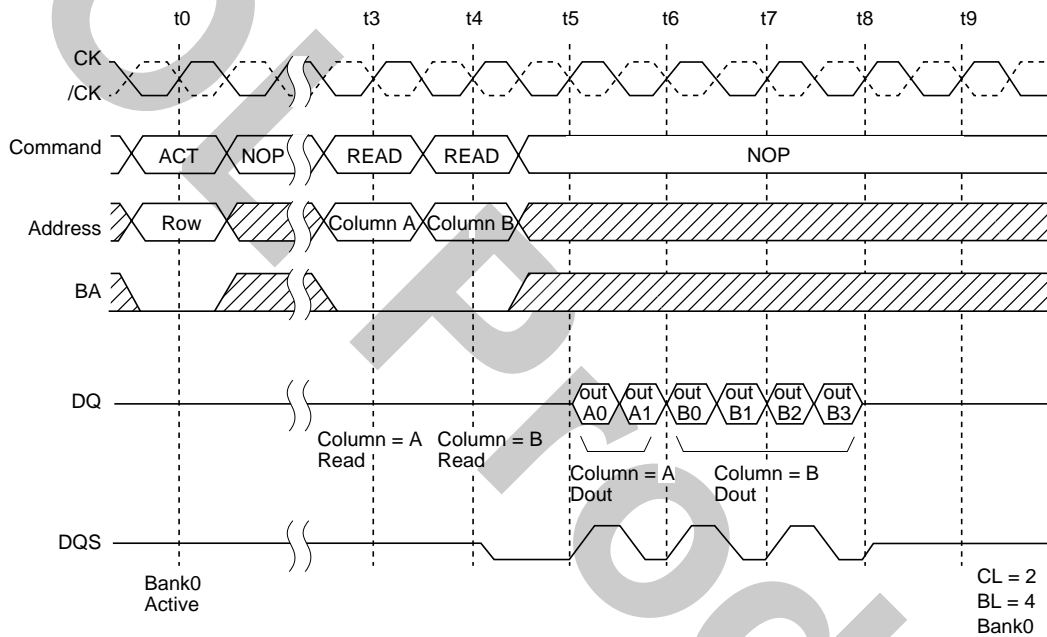 t0 t3 t4 t5 t6 t7 t8 t9
CK
/CK
Command ACT NOP READ READ NOP
Address Row Column A Column B
BA
DQ out A0 out A1 out B0 out B1 out B2 out B3
Column = A Read
Column = B Read
Column = A Dout
Column = B Dout
DQS
Bank0
Active
CL = 2
BL = 4
Bank0